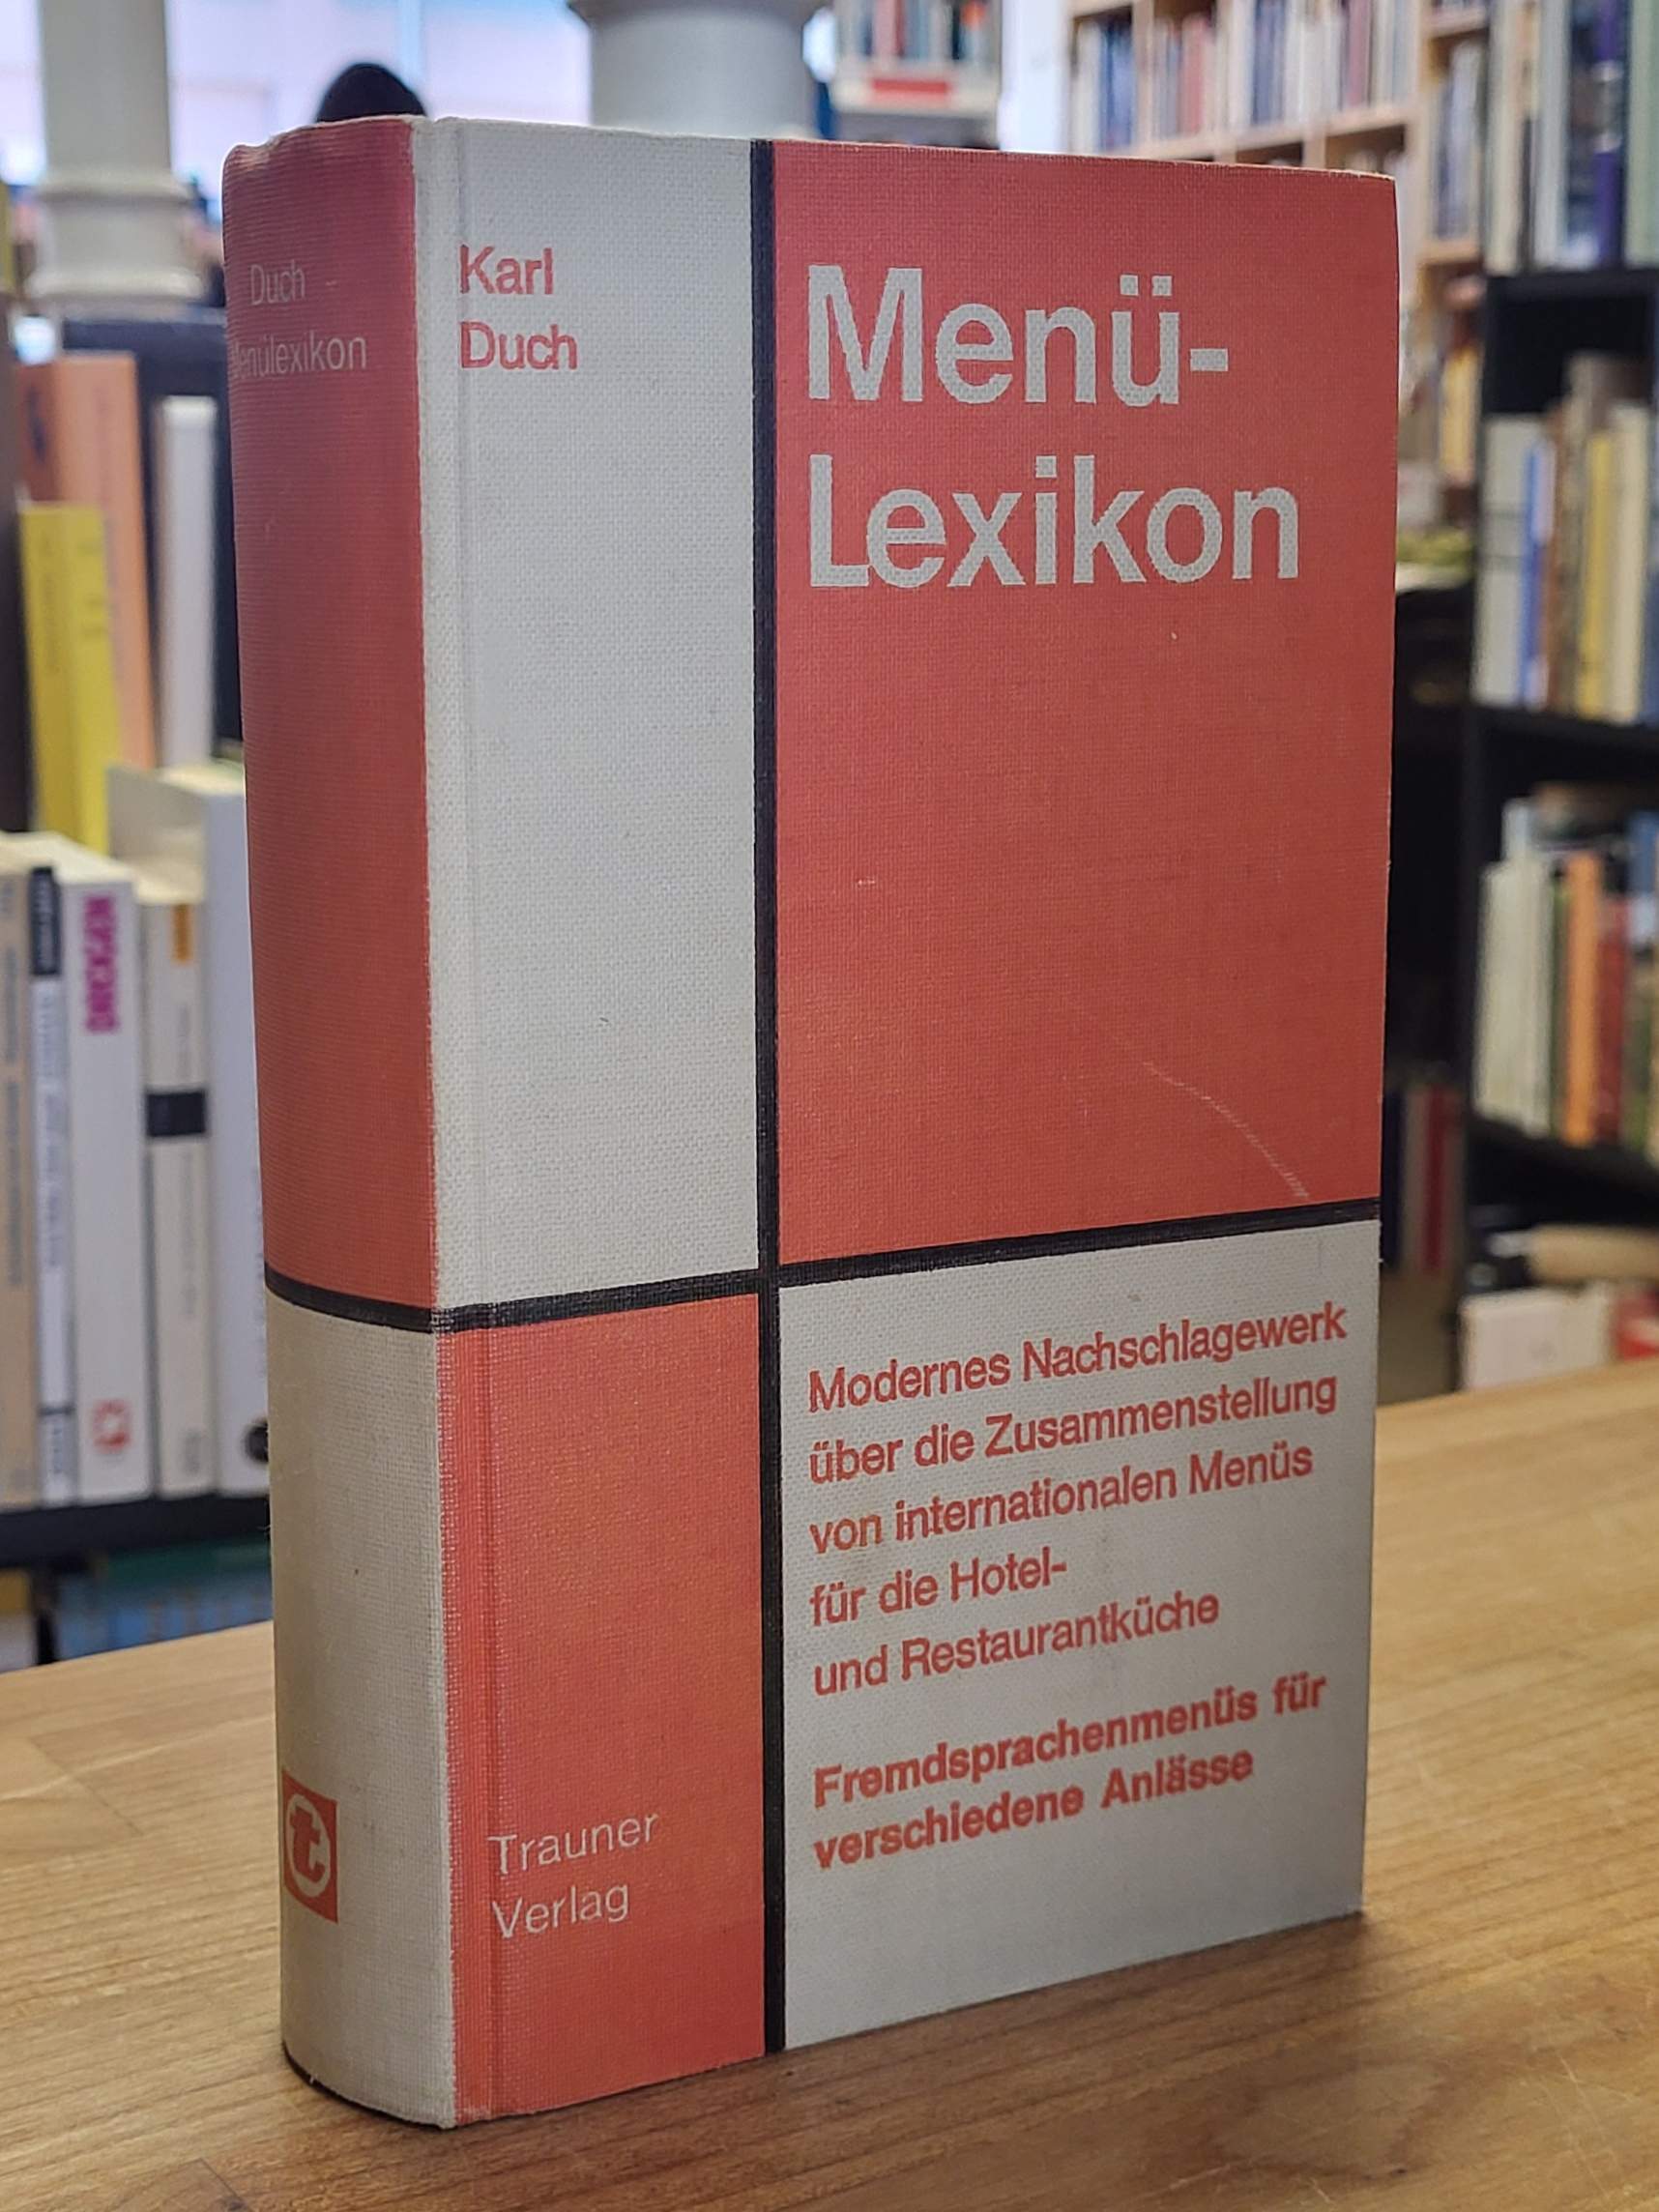 Duch
Menülexikon
Karl
Duch
Menü-
Lexikon
Modernes Nachschlagewerk
über die Zusammenstellung
von internationalen Menüs
für die Hotel-
und Restaurantküche
Fremdsprachenmenüs für
verschiedene Anlässe
Trauner
Verlag
t
DROGEN